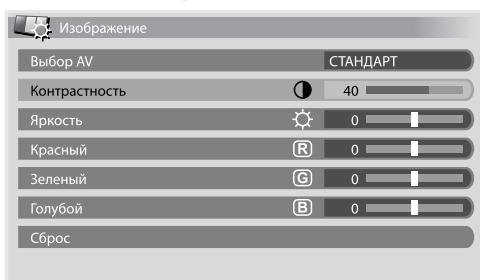 Изображение
Выбор AV СТАНДАРТ
Контрастность 40
Яркость 0
Красный R 0
Зеленый G 0
Голубой B 0
Сброс